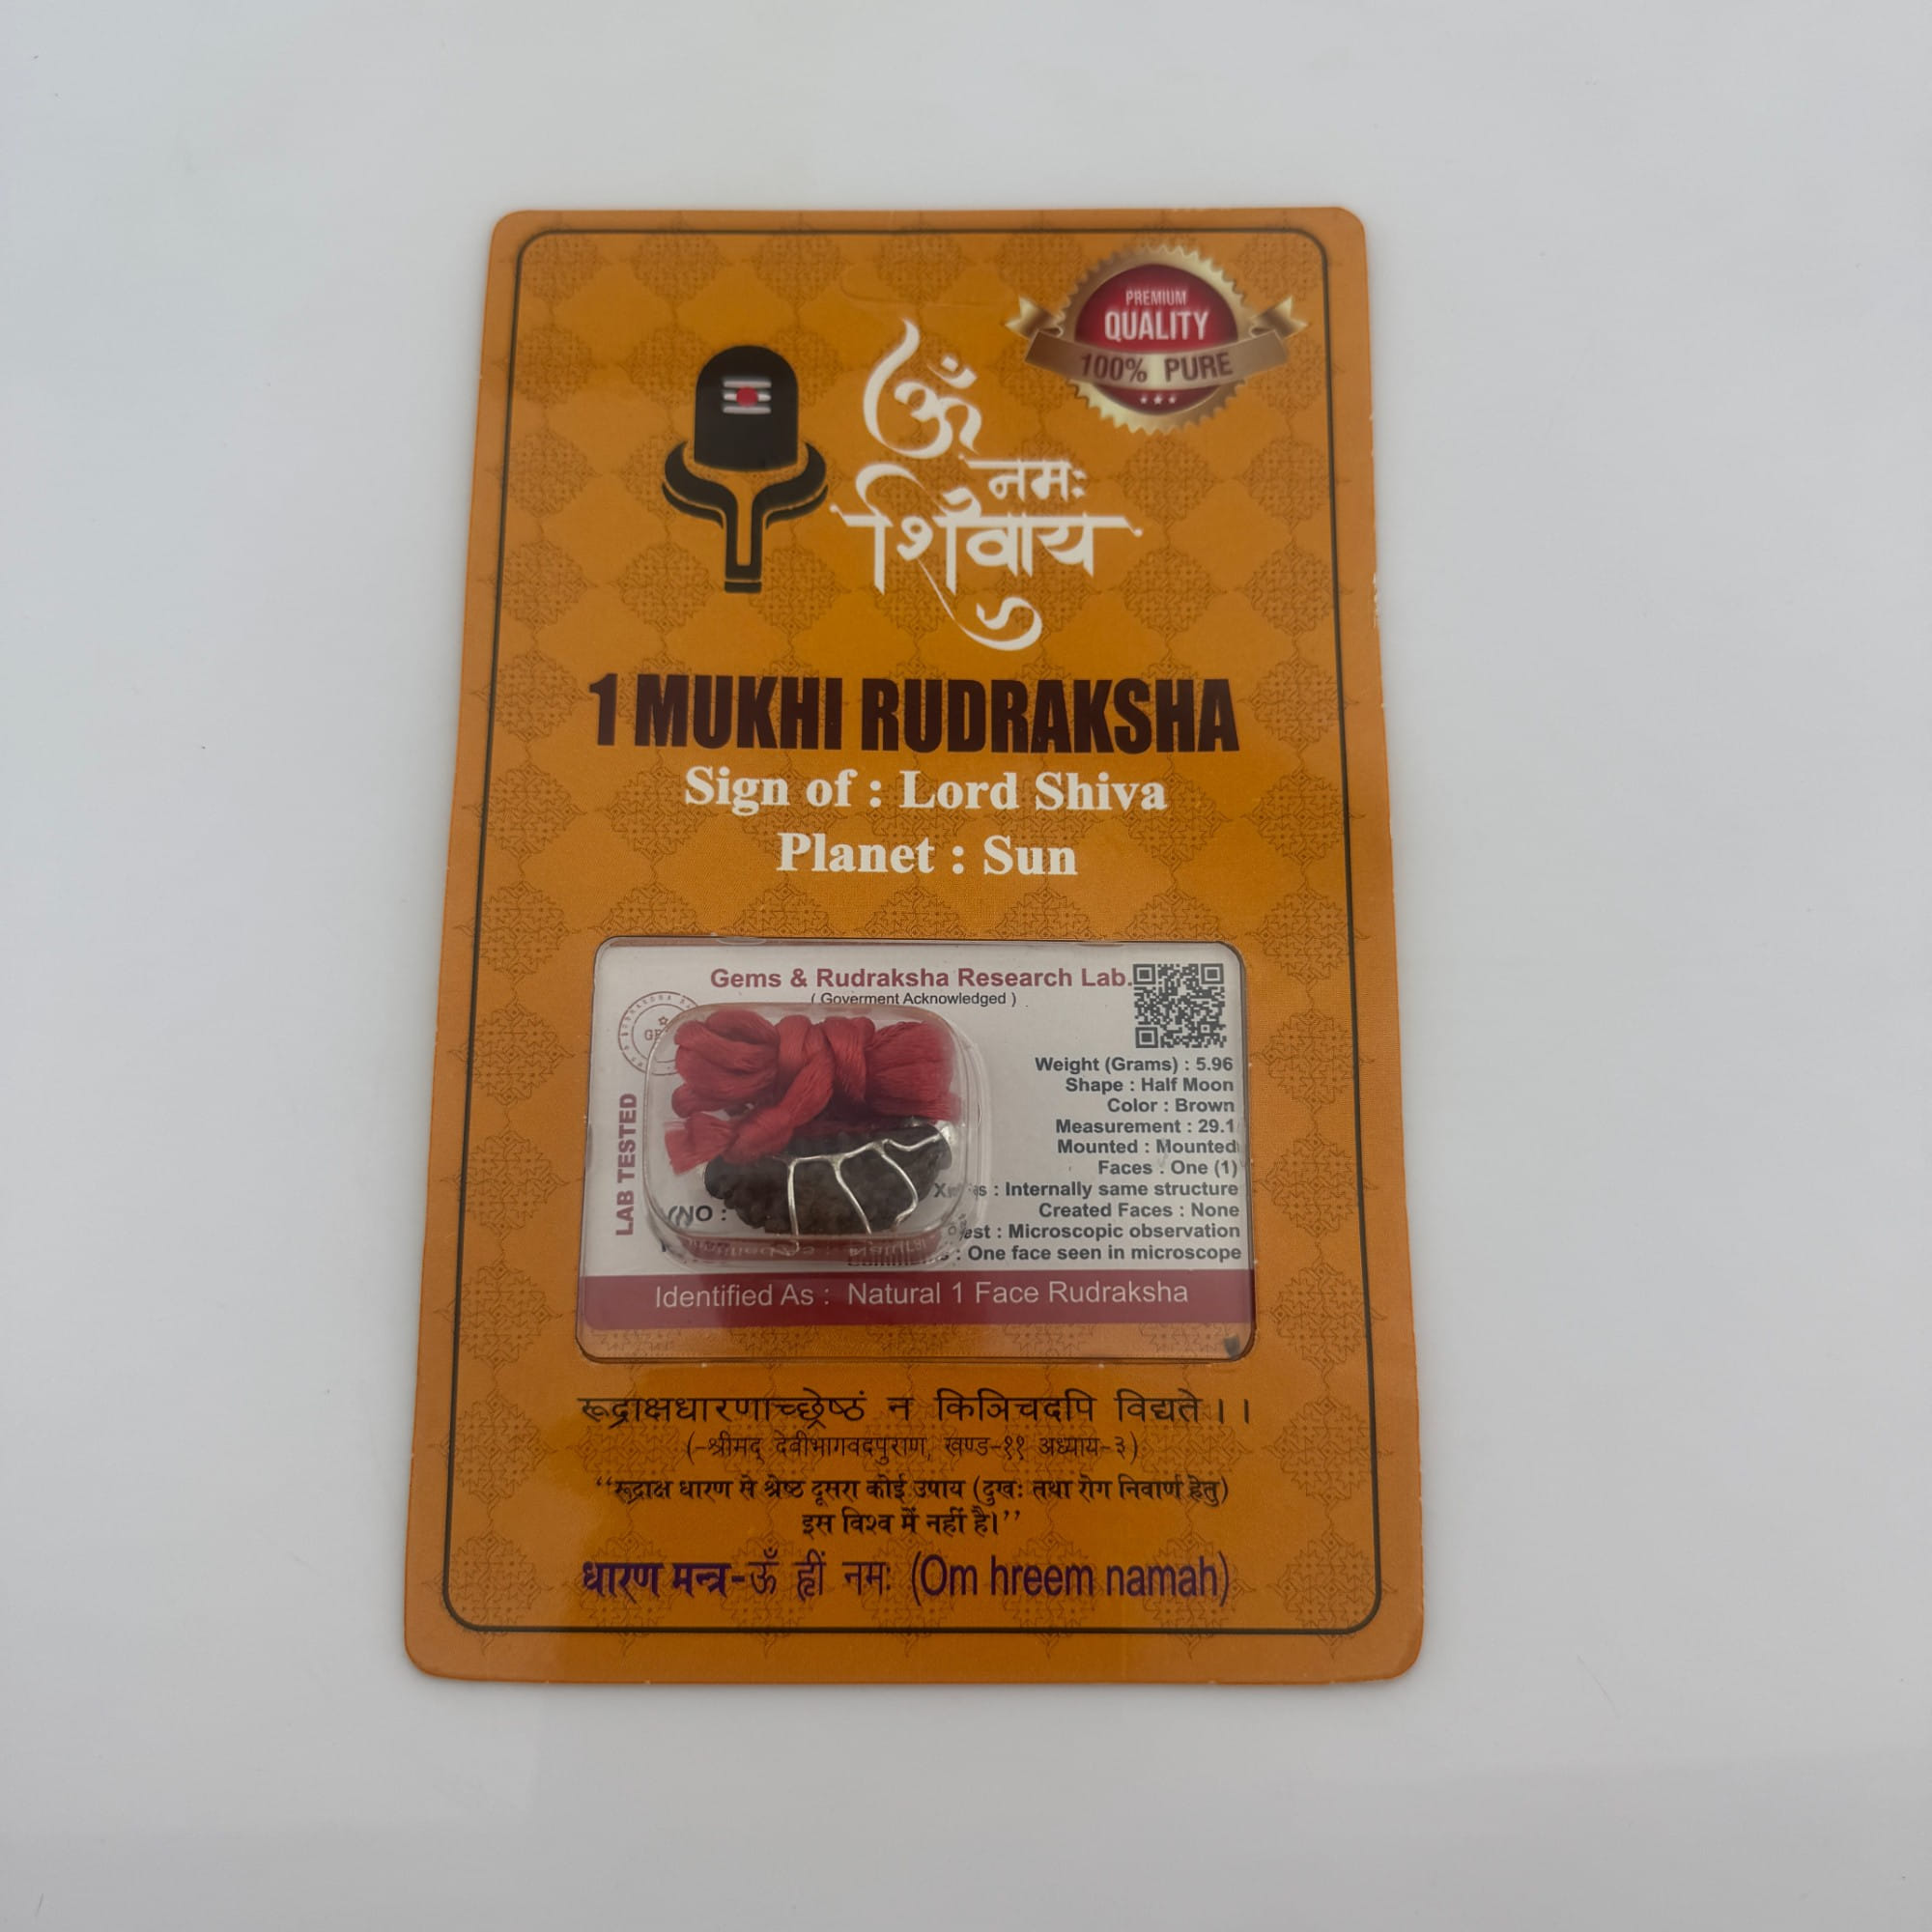 PREMIUM
QUALITY
100% PURE
ॐ
नमः
शिवाय
1 MUKHI RUDRAKSHA
Sign of : Lord Shiva
Planet : Sun
Gems & Rudraksha Research Lab.
( Goverment Acknowledged )
LAB TESTED
Weight (Grams) : 5.96
Shape : Half Moon
Color : Brown
Measurement : 29.1
Mounted : Mounted
Faces : One (1)
: Internally same structure
Created Faces : None
: Microscopic observation
: One face seen in microscope
NO :
Identified As : Natural 1 Face Rudraksha
रूद्राक्षधारणाच्छ्रेष्ठं न किञिचदपि विद्यते।।
(-श्रीमद् देवीभागवदपुराण, खण्ड-११ अध्याय-३)
‘‘रूद्राक्ष धारण से श्रेष्ठ दूसरा कोई उपाय (दुखः तथा रोग निवार्ण हेतु)
इस विश्व में नहीं है।’’
धारण मन्त्र-ॐ ह्रीं नमः (Om hreem namah)